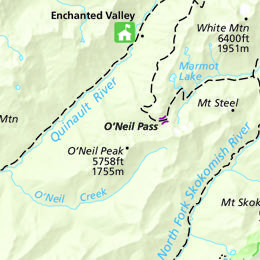 Enchanted Valley
White Mtn
6400ft
1951m
Marmot
Lake
Quinault River
Mt Steel
Mtn
O'Neil Pass
O'Neil Peak
5758ft
1755m
O'Neil Creek
North Fork Skokomish River
Mt Sko